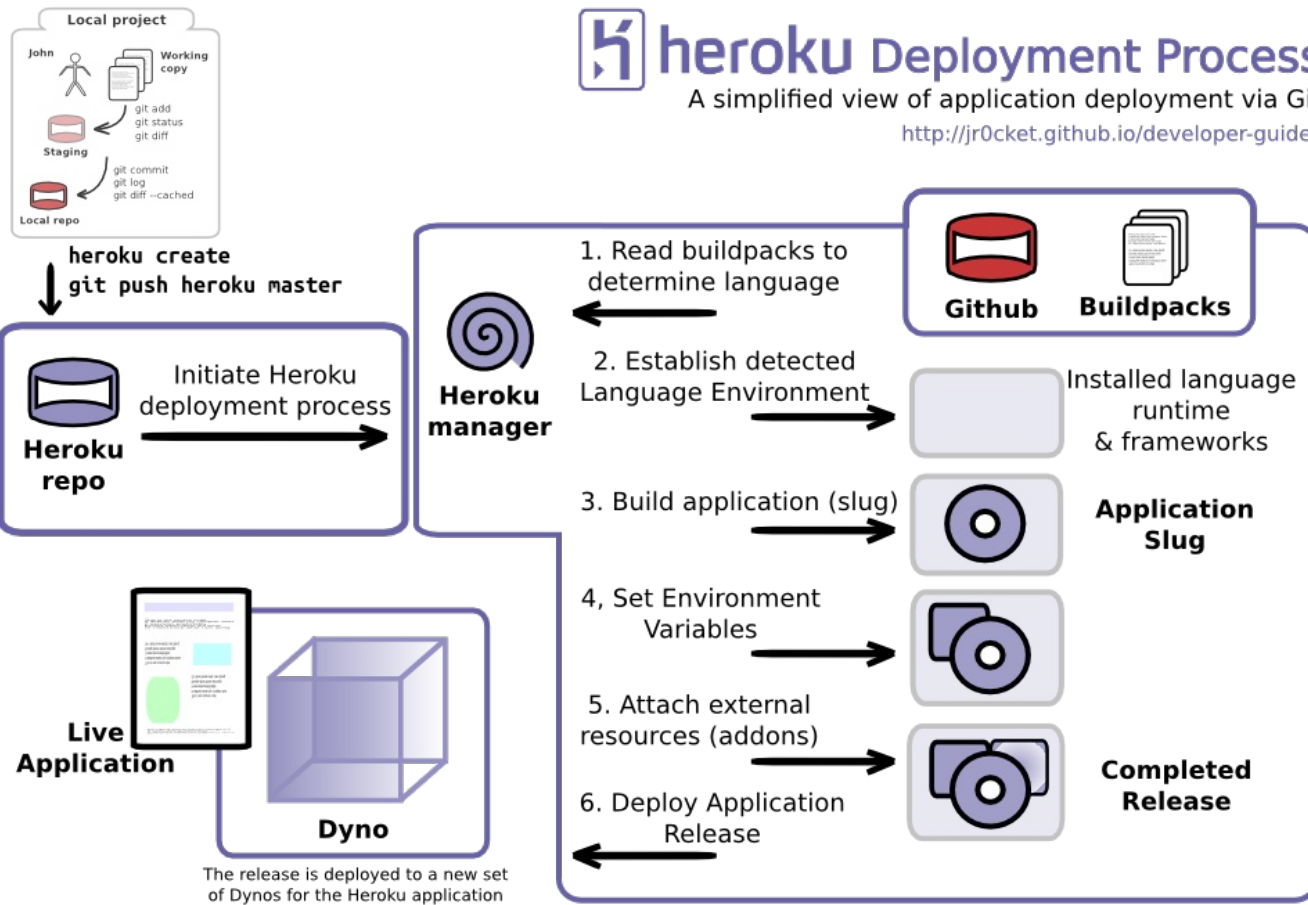 Local project
John
Working
copy
git add
git status
git diff
Staging
git commit
git log
git diff --cached
Local repo
heroku Deployment Process
A simplified view of application deployment via Gi
http://jr0cket.github.io/developer-guide
heroku create
git push heroku master
Heroku
repo
Initiate Heroku
deployment process
Heroku
manager
1. Read buildpacks to
determine language
Github
Buildpacks
2. Establish detected
Language Environment
Installed language
runtime
& frameworks
3. Build application (slug)
Application
Slug
4, Set Environment
Variables
5. Attach external
resources (addons)
Completed
Release
6. Deploy Application
Release
Live
Application
Dyno
The release is deployed to a new set
of Dynos for the Heroku application